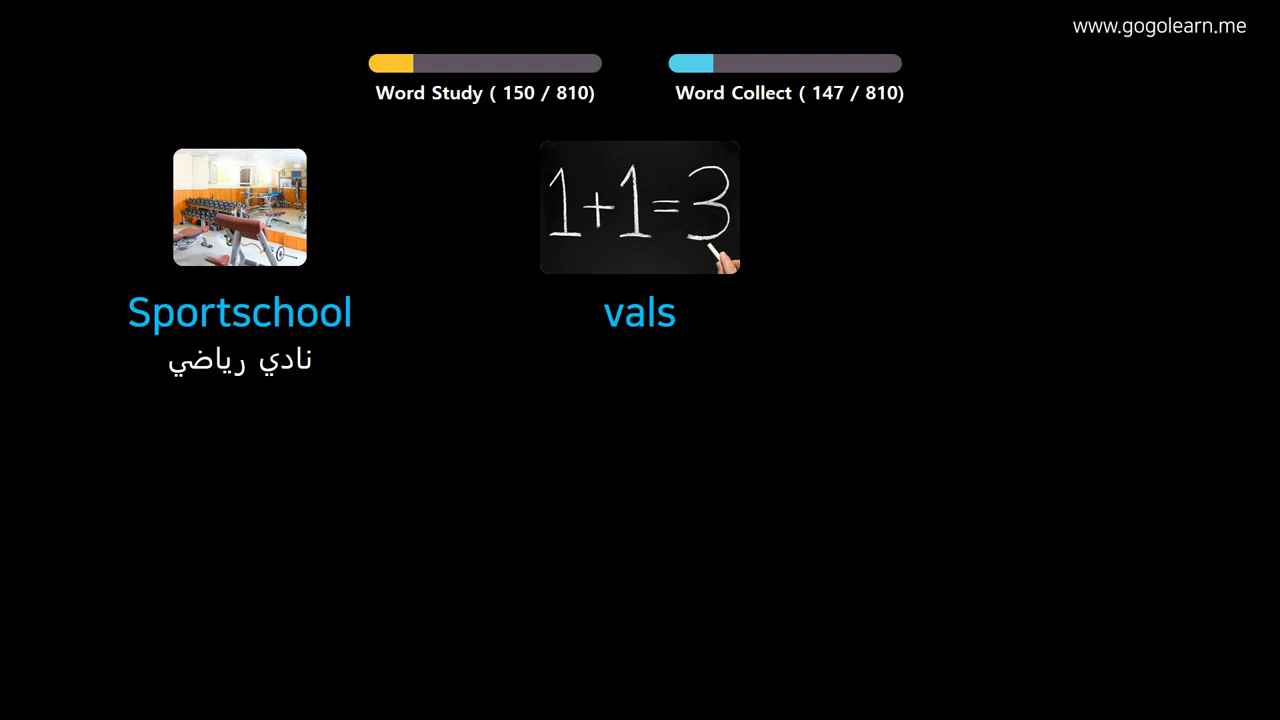 www.gogolearn.me
Word Study ( 150 / 810)
Word Collect ( 147 / 810)
1+1=3
Sportschool
نادي رياضي
vals